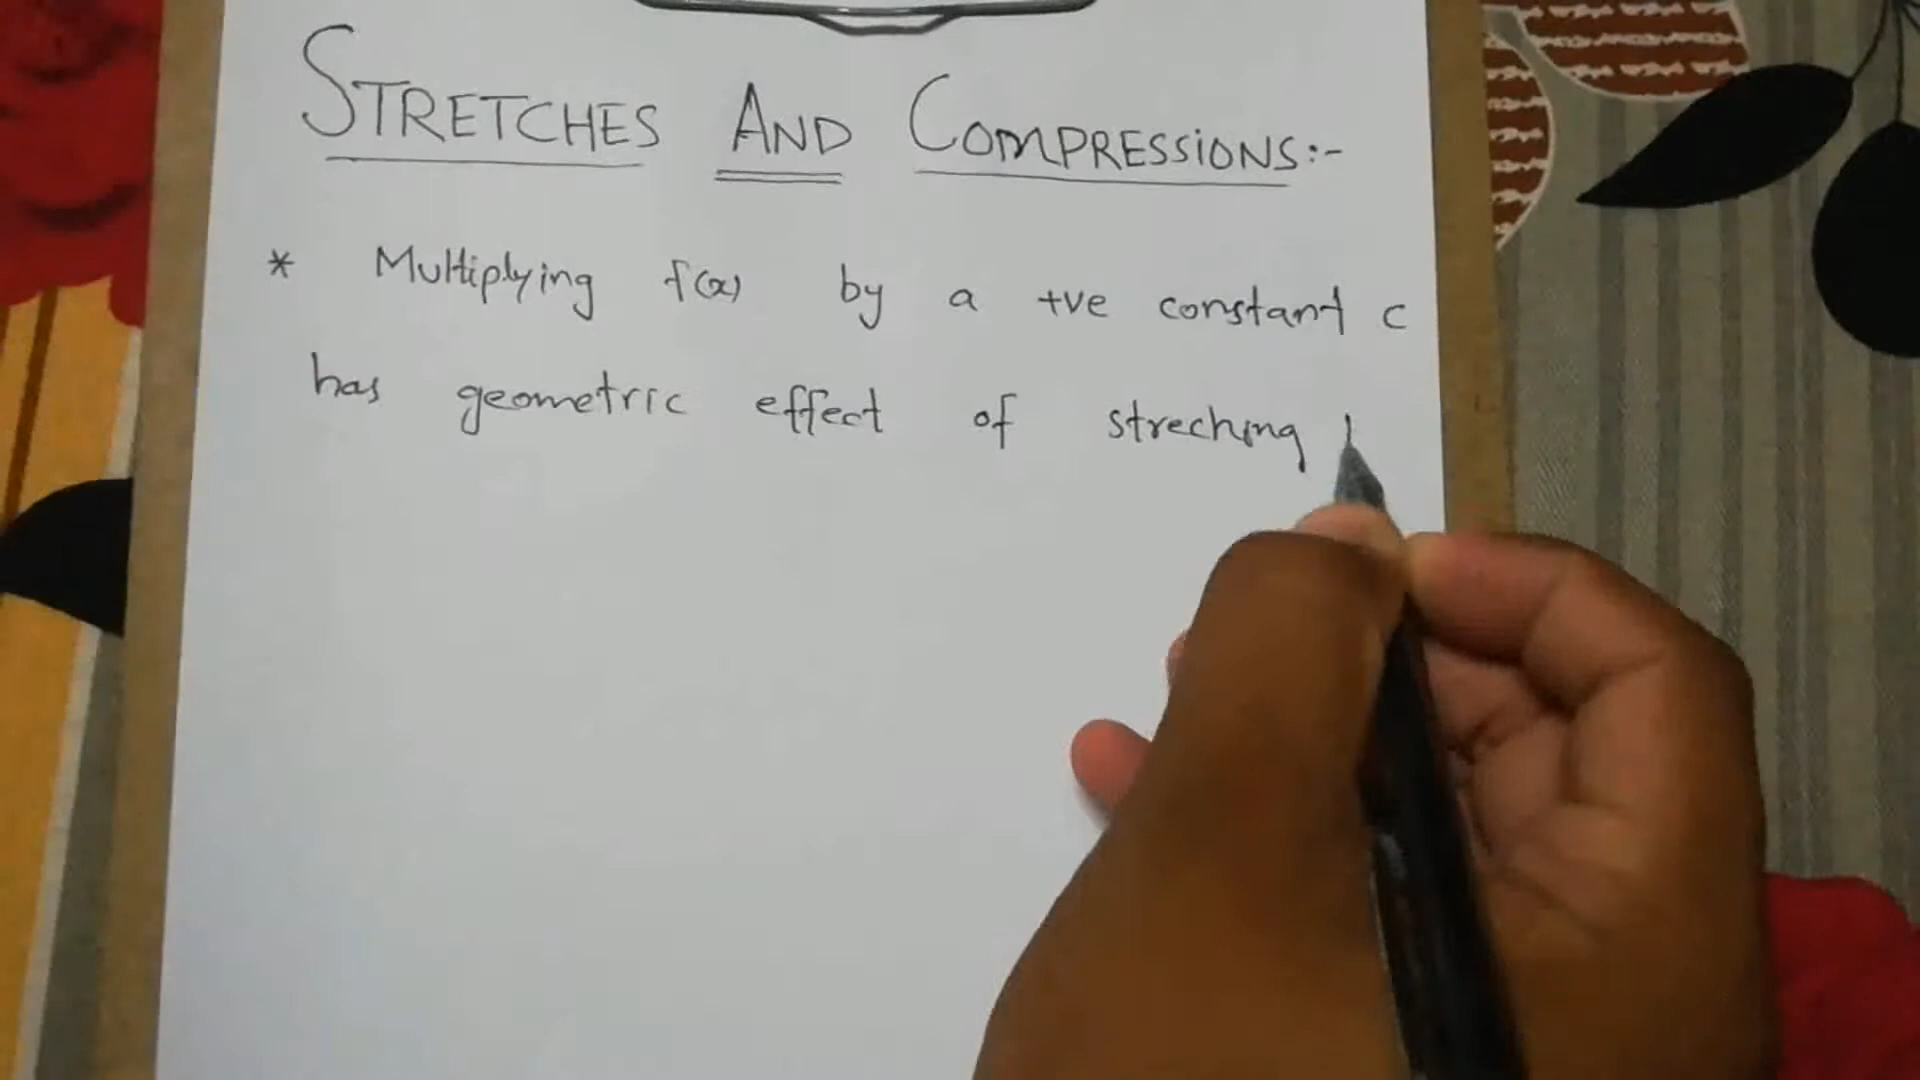 STRETCHES AND COMPRESSIONS:-
* Multiplying f(x) by a +ve constant c
has geometric effect of streching